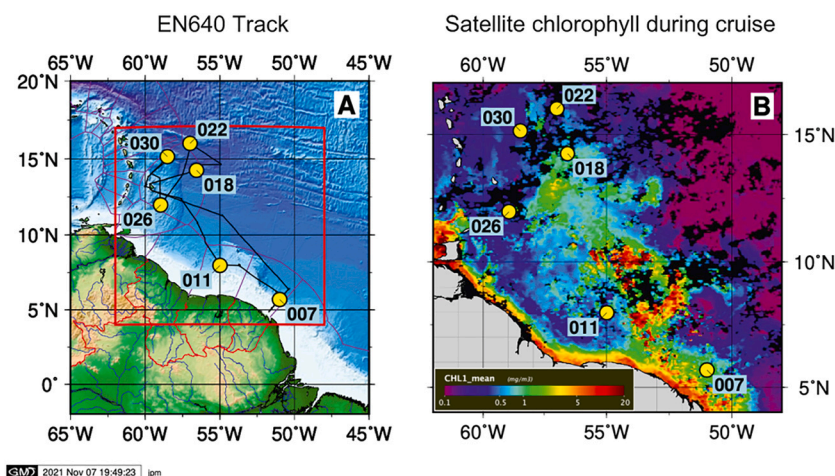 EN640 Track
Satellite chlorophyll during cruise
65°W 60°W 55°W 50°W 45°W
60°W 55°W 50°W
20°N
15°N
10°N
5°N
0°
A
022
030
018
026
011
007
65°W 60°W 55°W 50°W 45°W
B
022
030
018
026
011
007
15°N
10°N
5°N
CHL1_mean (mg/m3)
0.1 0.5 1 5 20
60°W 55°W 50°W
GMD 2021 Nov 07 19:49:23 jpm